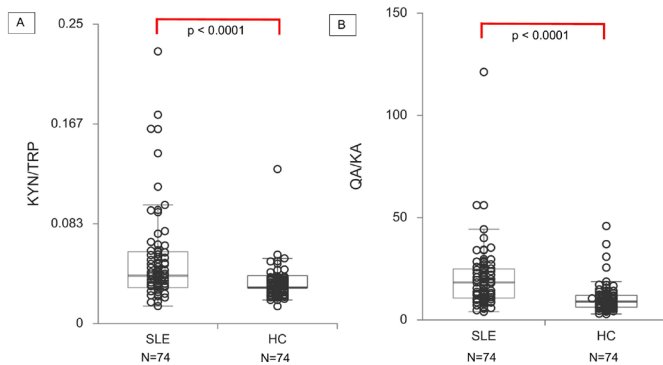 A
0.25
0.167
0.083
0
KYN/TRP
p < 0.0001
SLE
HC
N=74
N=74
B
150
100
50
0
QA/KA
p < 0.0001
SLE
HC
N=74
N=74